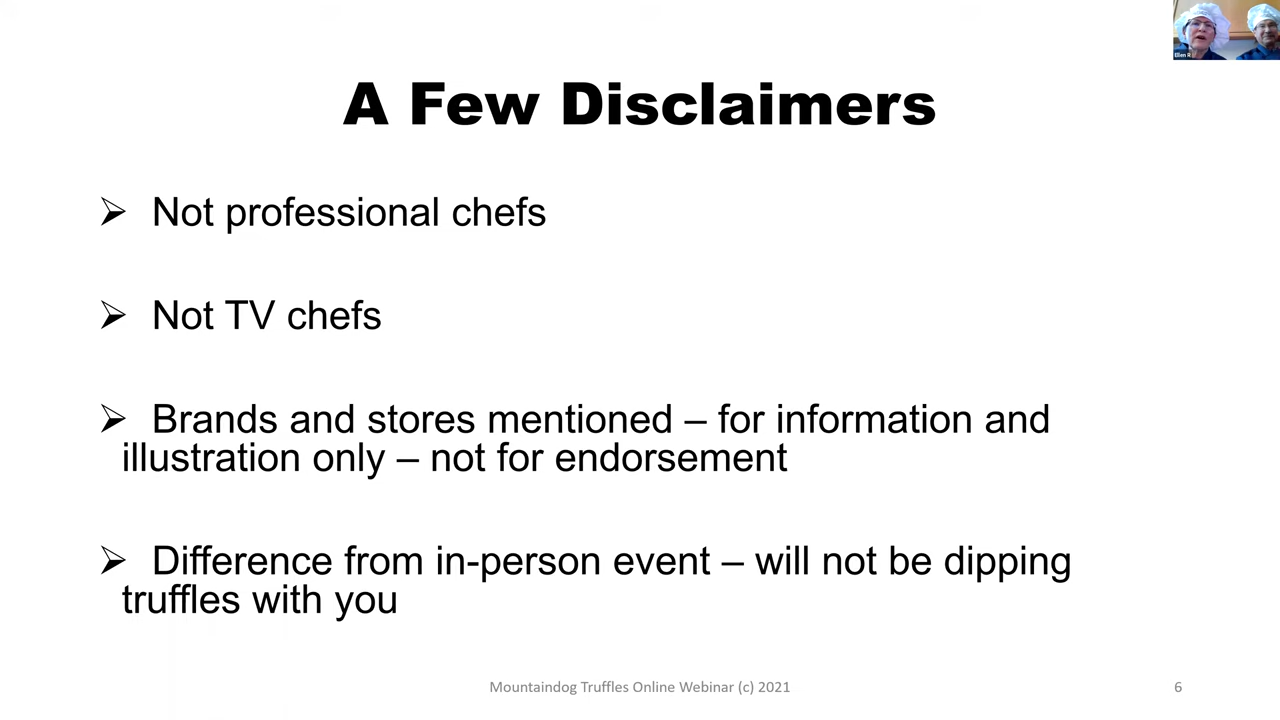 Ellen R
A Few Disclaimers
➢ Not professional chefs
➢ Not TV chefs
➢ Brands and stores mentioned – for information and
illustration only – not for endorsement
➢ Difference from in-person event – will not be dipping
truffles with you
Mountaindog Truffles Online Webinar (c) 2021
6